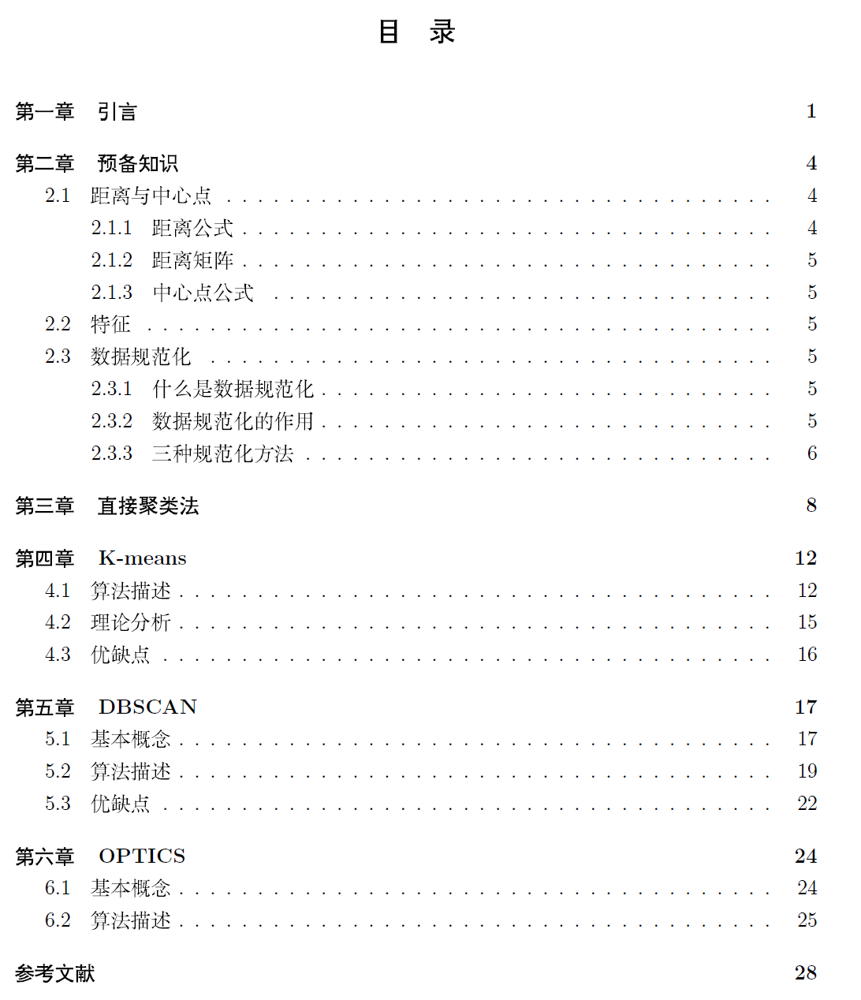 目 录
第一章 引言 1
第二章 预备知识 4
2.1 距离与中心点 . . . . . . . . . . . . . . . . . . . . . . . . . . . . . . . . . . . 4
2.1.1 距离公式 . . . . . . . . . . . . . . . . . . . . . . . . . . . . . . . . . . 4
2.1.2 距离矩阵 . . . . . . . . . . . . . . . . . . . . . . . . . . . . . . . . . . 5
2.1.3 中心点公式 . . . . . . . . . . . . . . . . . . . . . . . . . . . . . . . . 5
2.2 特征 . . . . . . . . . . . . . . . . . . . . . . . . . . . . . . . . . . . . . . . . 5
2.3 数据规范化 . . . . . . . . . . . . . . . . . . . . . . . . . . . . . . . . . . . . 5
2.3.1 什么是数据规范化 . . . . . . . . . . . . . . . . . . . . . . . . . . . . . 5
2.3.2 数据规范化的作用 . . . . . . . . . . . . . . . . . . . . . . . . . . . . . 5
2.3.3 三种规范化方法 . . . . . . . . . . . . . . . . . . . . . . . . . . . . . . 6
第三章 直接聚类法 8
第四章 K-means 12
4.1 算法描述 . . . . . . . . . . . . . . . . . . . . . . . . . . . . . . . . . . . . . . 12
4.2 理论分析 . . . . . . . . . . . . . . . . . . . . . . . . . . . . . . . . . . . . . . 15
4.3 优缺点 . . . . . . . . . . . . . . . . . . . . . . . . . . . . . . . . . . . . . . . 16
第五章 DBSCAN 17
5.1 基本概念 . . . . . . . . . . . . . . . . . . . . . . . . . . . . . . . . . . . . . . 17
5.2 算法描述 . . . . . . . . . . . . . . . . . . . . . . . . . . . . . . . . . . . . . . 19
5.3 优缺点 . . . . . . . . . . . . . . . . . . . . . . . . . . . . . . . . . . . . . . . 22
第六章 OPTICS 24
6.1 基本概念 . . . . . . . . . . . . . . . . . . . . . . . . . . . . . . . . . . . . . . 24
6.2 算法描述 . . . . . . . . . . . . . . . . . . . . . . . . . . . . . . . . . . . . . . 25
参考文献 28